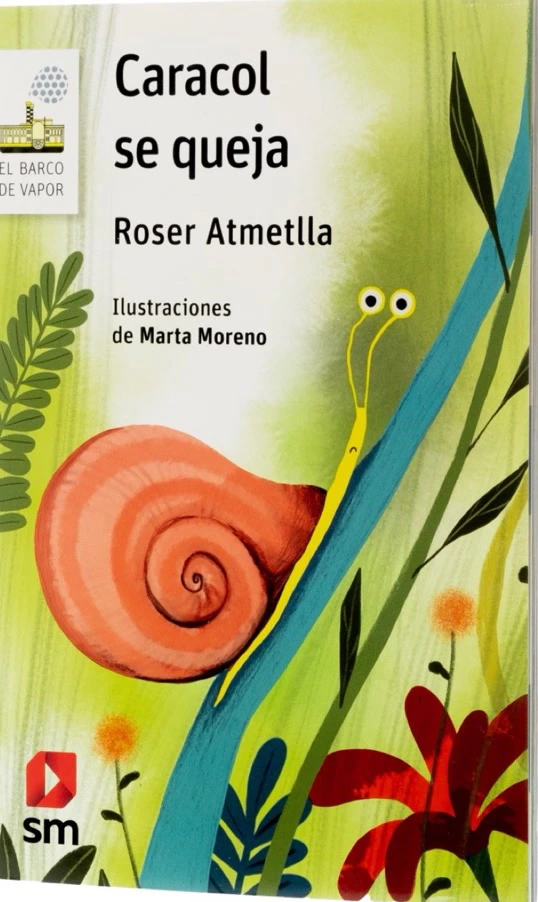 Caracol
se queja
EL BARCO
DE VAPOR
Roser Atmetlla
Ilustraciones
de Marta Moreno
sm